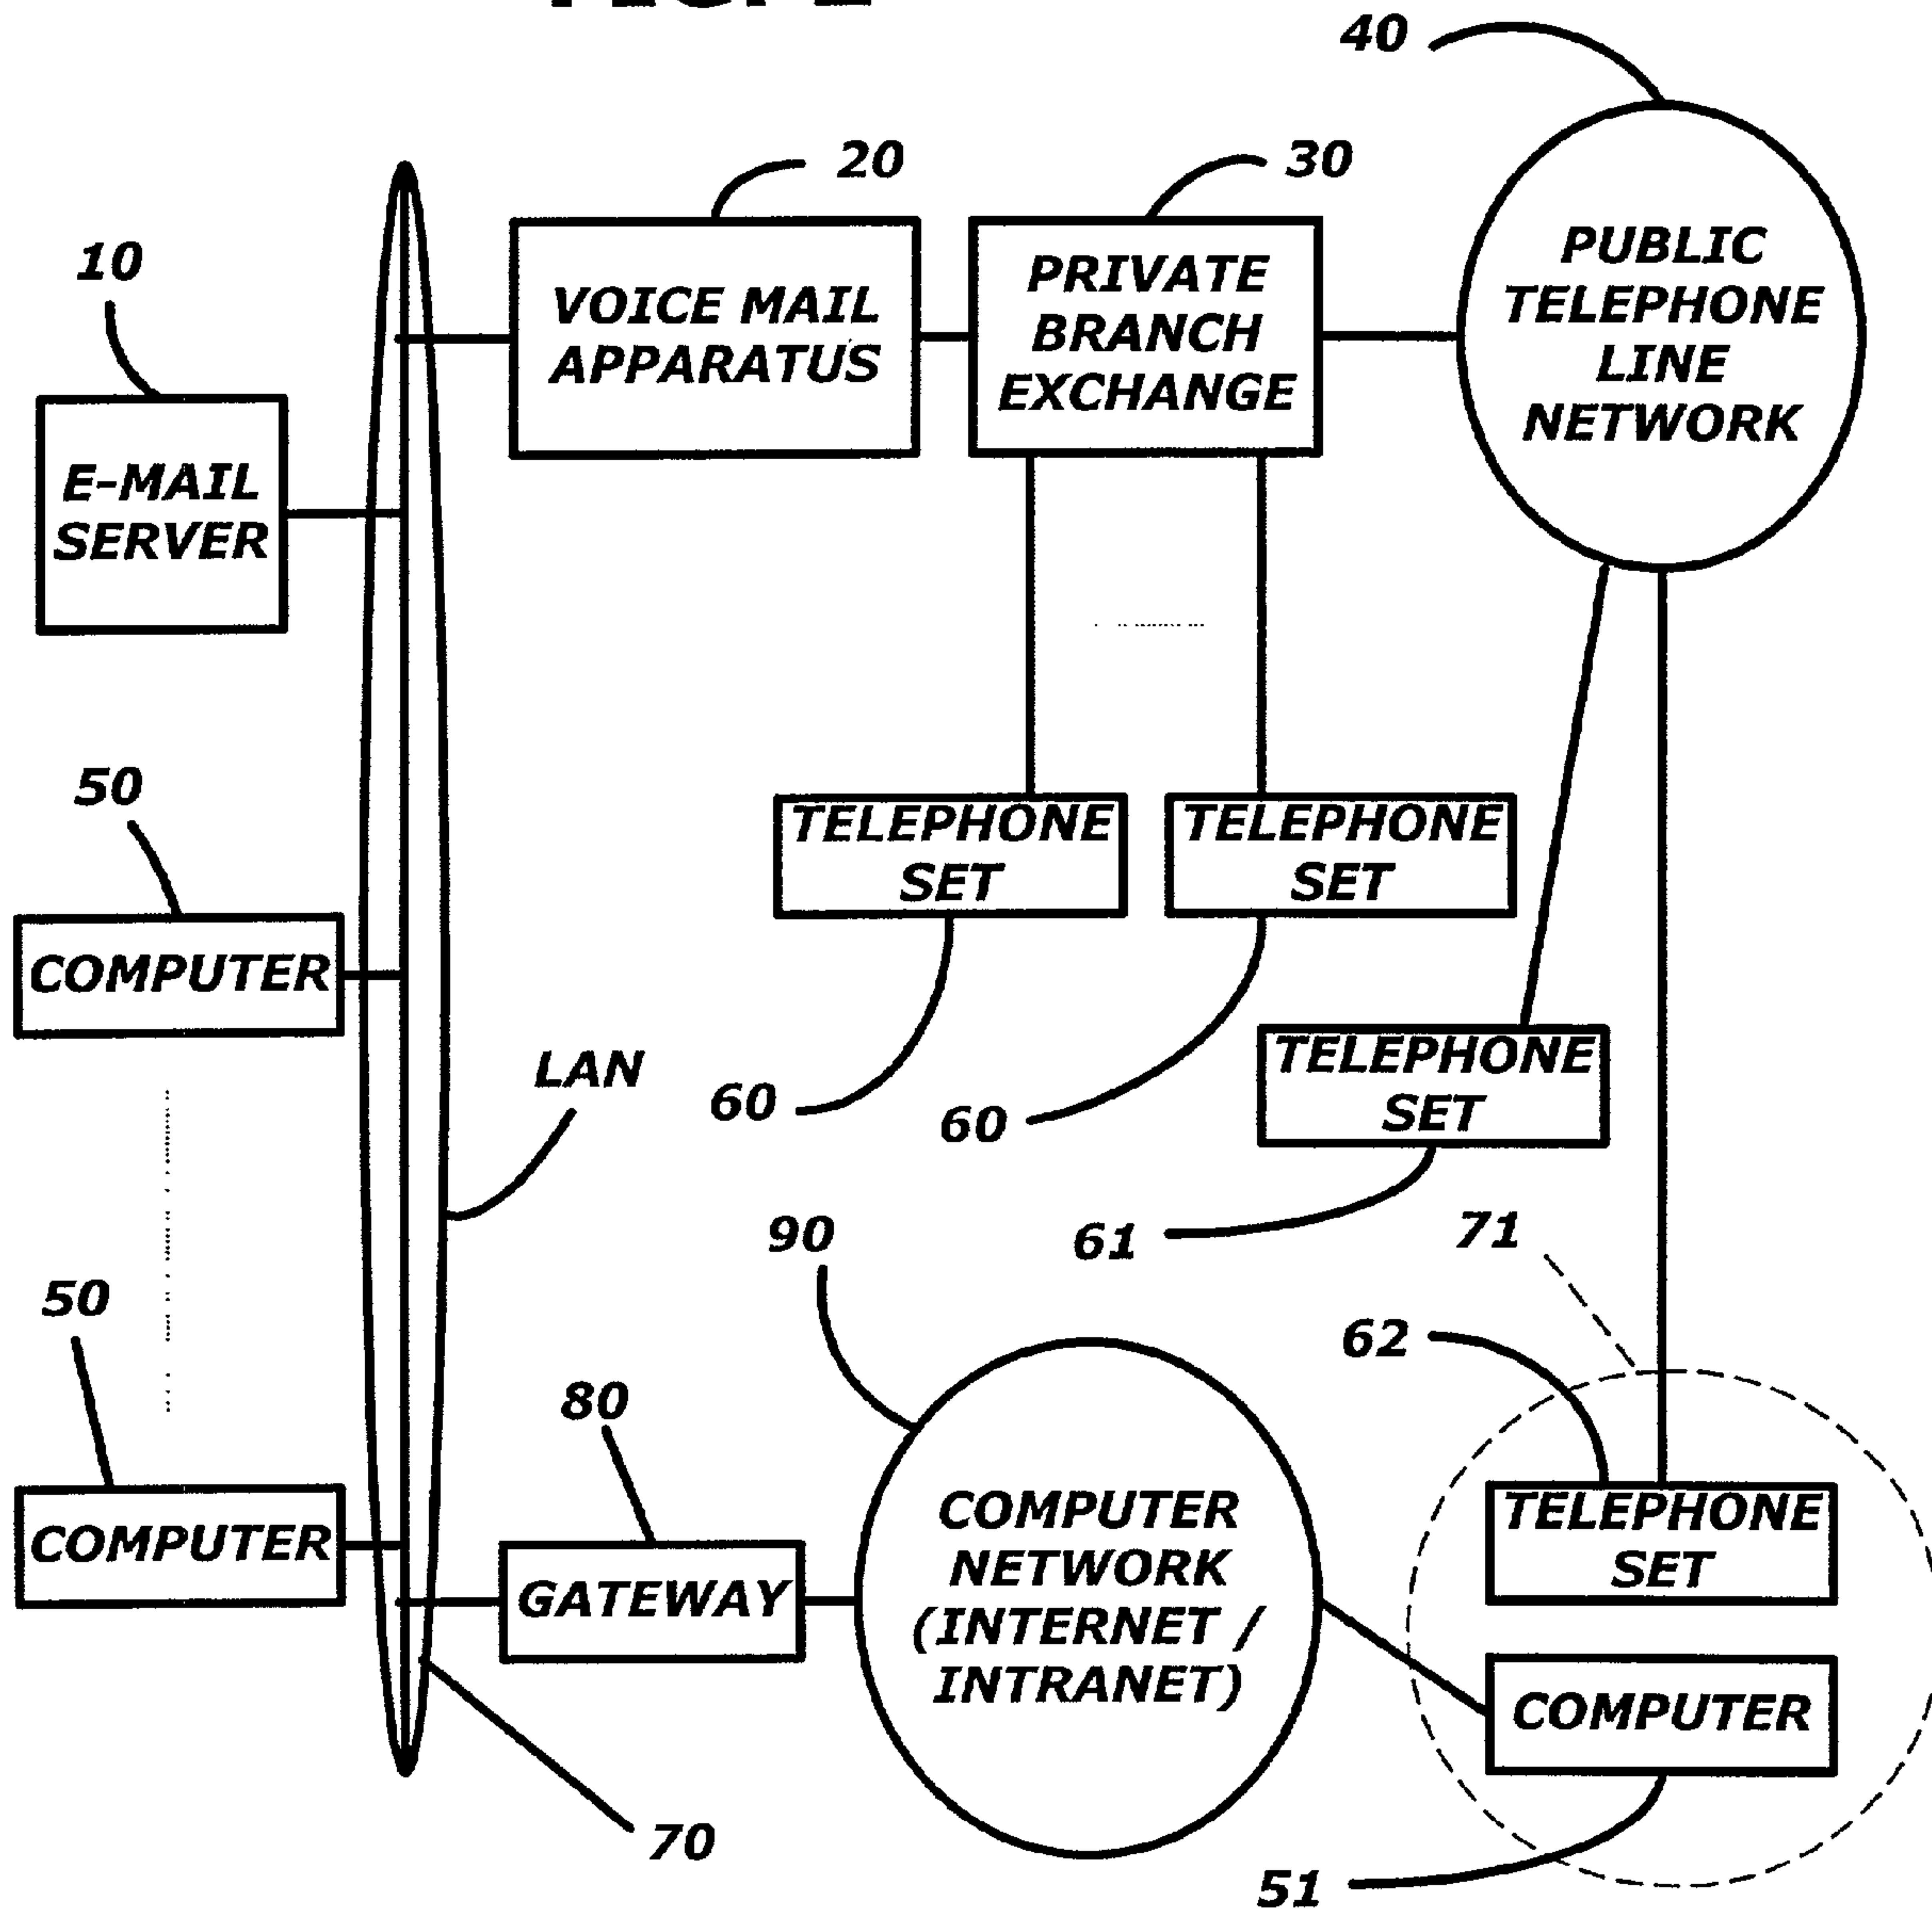 40
20
30
10
VOICE MAIL
APPARATUS
PRIVATE
BRANCH
EXCHANGE
PUBLIC
TELEPHONE
LINE
NETWORK
E-MAIL
SERVER
50
TELEPHONE
SET
TELEPHONE
SET
COMPUTER
LAN
60
60
TELEPHONE
SET
90
61
71
50
62
80
COMPUTER
NETWORK
(INTERNET /
INTRANET)
TELEPHONE
SET
COMPUTER
GATEWAY
COMPUTER
70
51